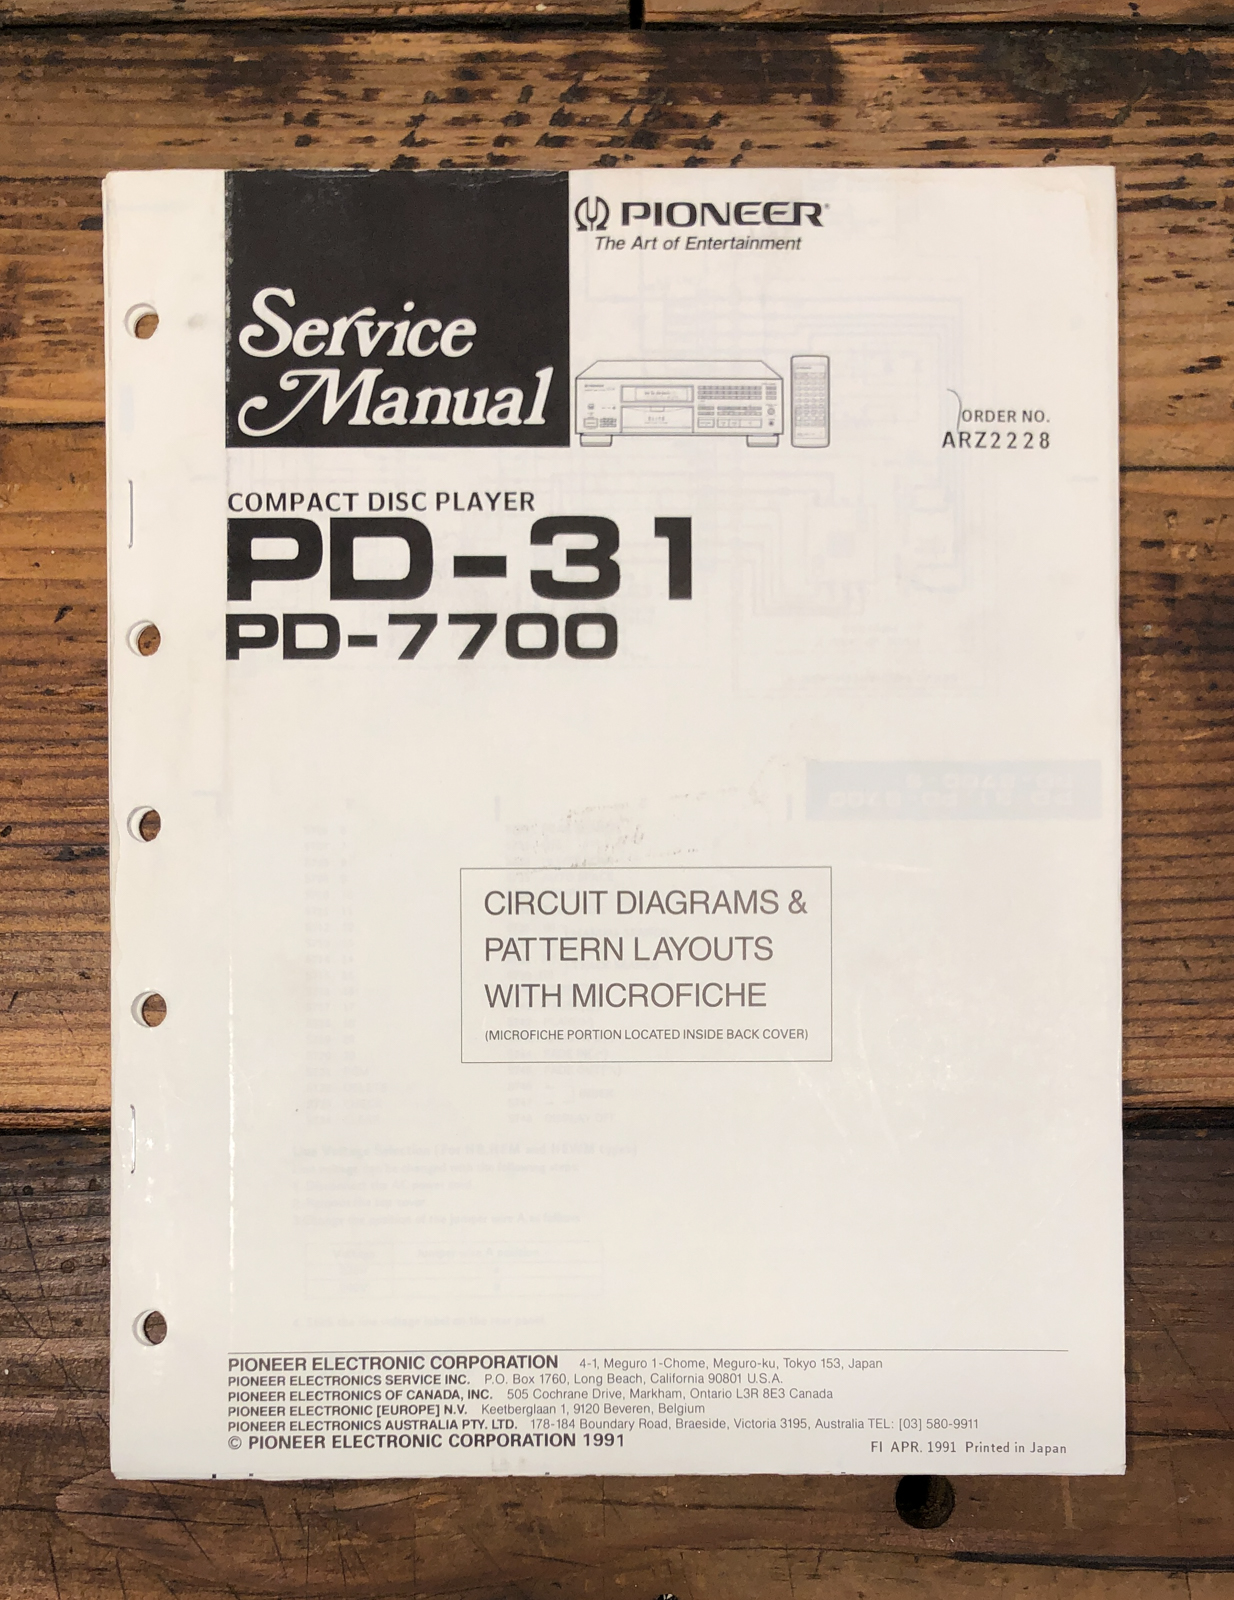 Service
Manual
PIONEER®
The Art of Entertainment
ORDER NO.
ARZ2228
COMPACT DISC PLAYER
PD-31
PD-7700
CIRCUIT DIAGRAMS &
PATTERN LAYOUTS
WITH MICROFICHE
(MICROFICHE PORTION LOCATED INSIDE BACK COVER)
PIONEER ELECTRONIC CORPORATION 4-1, Meguro 1-Chome, Meguro-ku, Tokyo 153, Japan
PIONEER ELECTRONICS SERVICE INC. P.O. Box 1760, Long Beach, California 90801 U.S.A.
PIONEER ELECTRONICS OF CANADA, INC. 505 Cochrane Drive, Markham, Ontario L3R 8E3 Canada
PIONEER ELECTRONIC [EUROPE] N.V. Keetberglaan 1, 9120 Beveren, Belgium
PIONEER ELECTRONICS AUSTRALIA PTY. LTD. 178-184 Boundary Road, Braeside, Victoria 3195, Australia TEL: [03] 580-9911
© PIONEER ELECTRONIC CORPORATION 1991
FI APR. 1991 Printed in Japan